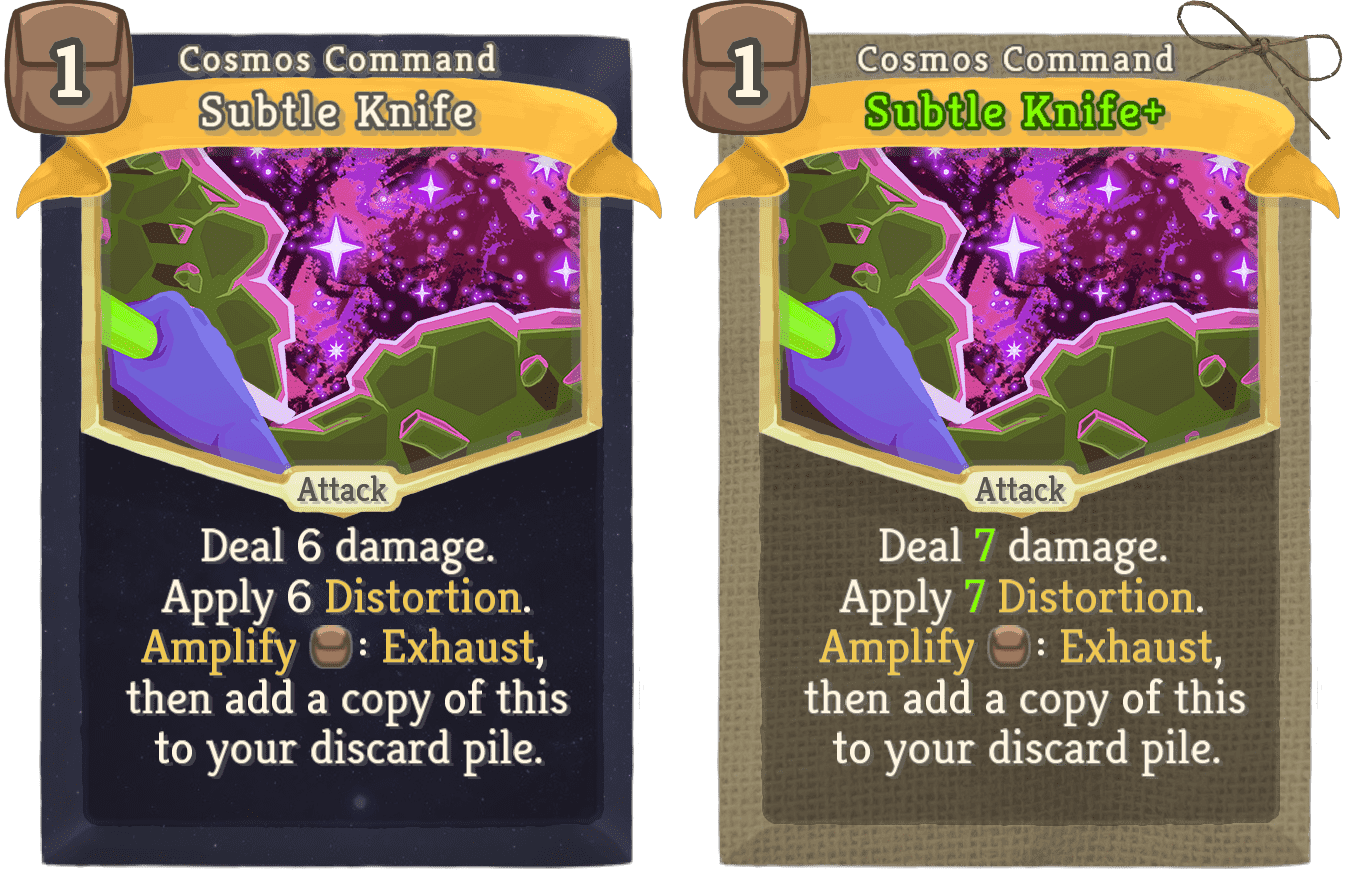 1
Cosmos Command
Subtle Knife
Attack
Deal 6 damage.
Apply 6 Distortion.
Amplify : Exhaust,
then add a copy of this
to your discard pile.
1
Cosmos Command
Subtle Knife+
Attack
Deal 7 damage.
Apply 7 Distortion.
Amplify : Exhaust,
then add a copy of this
to your discard pile.